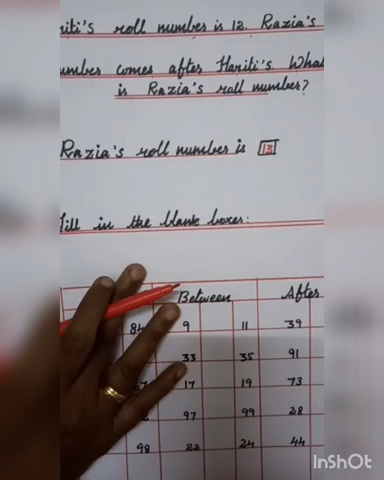 riti's roll number is 12. Razia's
umber comes after Hariti's What
is Razia's roll number?
Razia's roll number is 13
Fill in the blank boxes:
Between After
84 9 11 39
33 35 91
17 19 73
97 99 28
98 22 24 44
InShOt